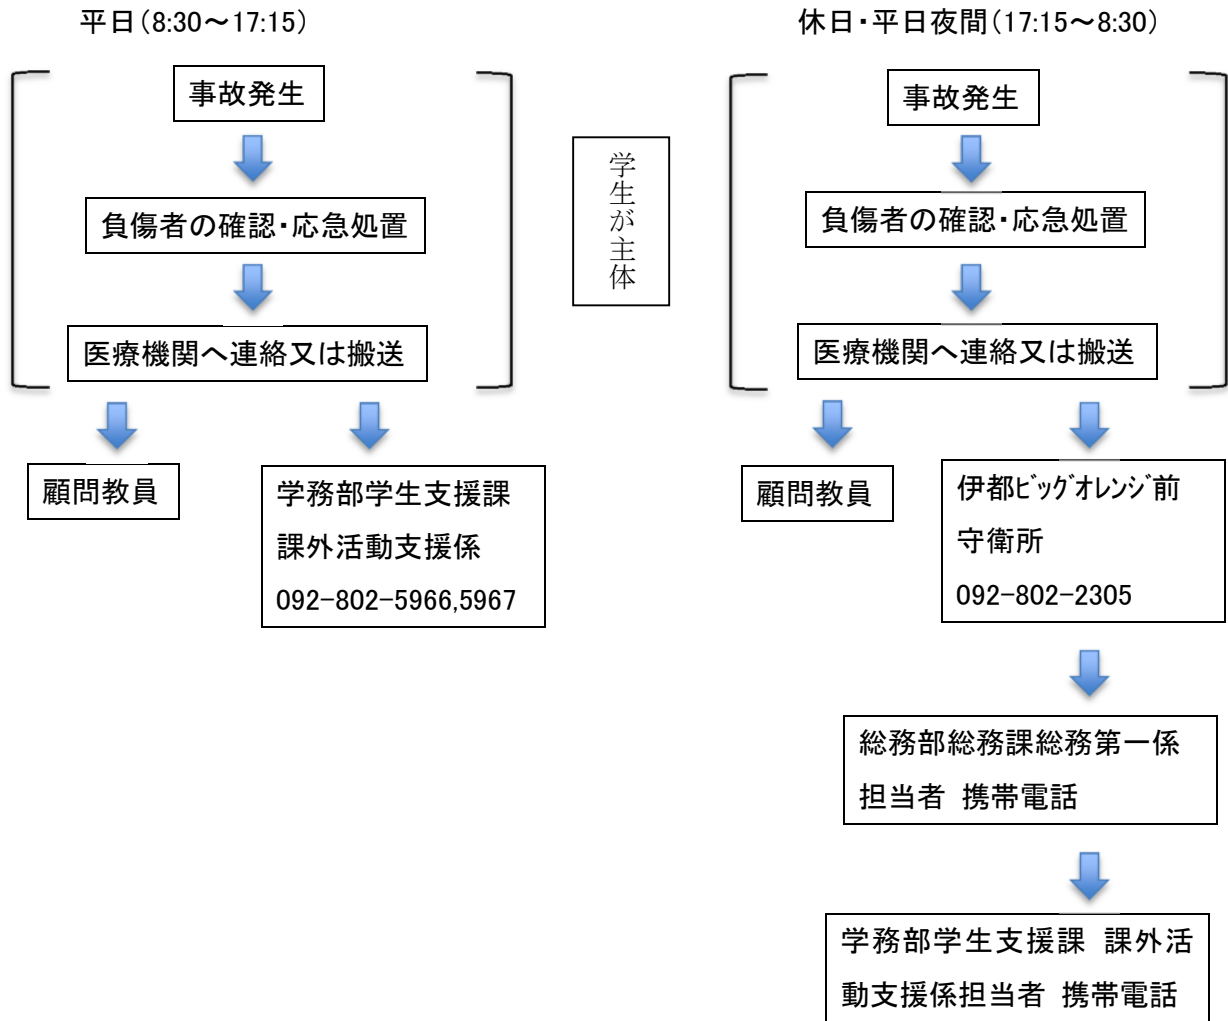 平日(8:30～17:15)
事故発生
負傷者の確認・応急処置
医療機関へ連絡又は搬送
顧問教員
学務部学生支援課
課外活動支援係
092-802-5966,5967
学生が主体
休日・平日夜間(17:15～8:30)
事故発生
負傷者の確認・応急処置
医療機関へ連絡又は搬送
顧問教員
伊都ﾋﾞｯｸﾞｵﾚﾝｼﾞ前
守衛所
092-802-2305
総務部総務課総務第一係
担当者 携帯電話
学務部学生支援課 課外活
動支援係担当者 携帯電話